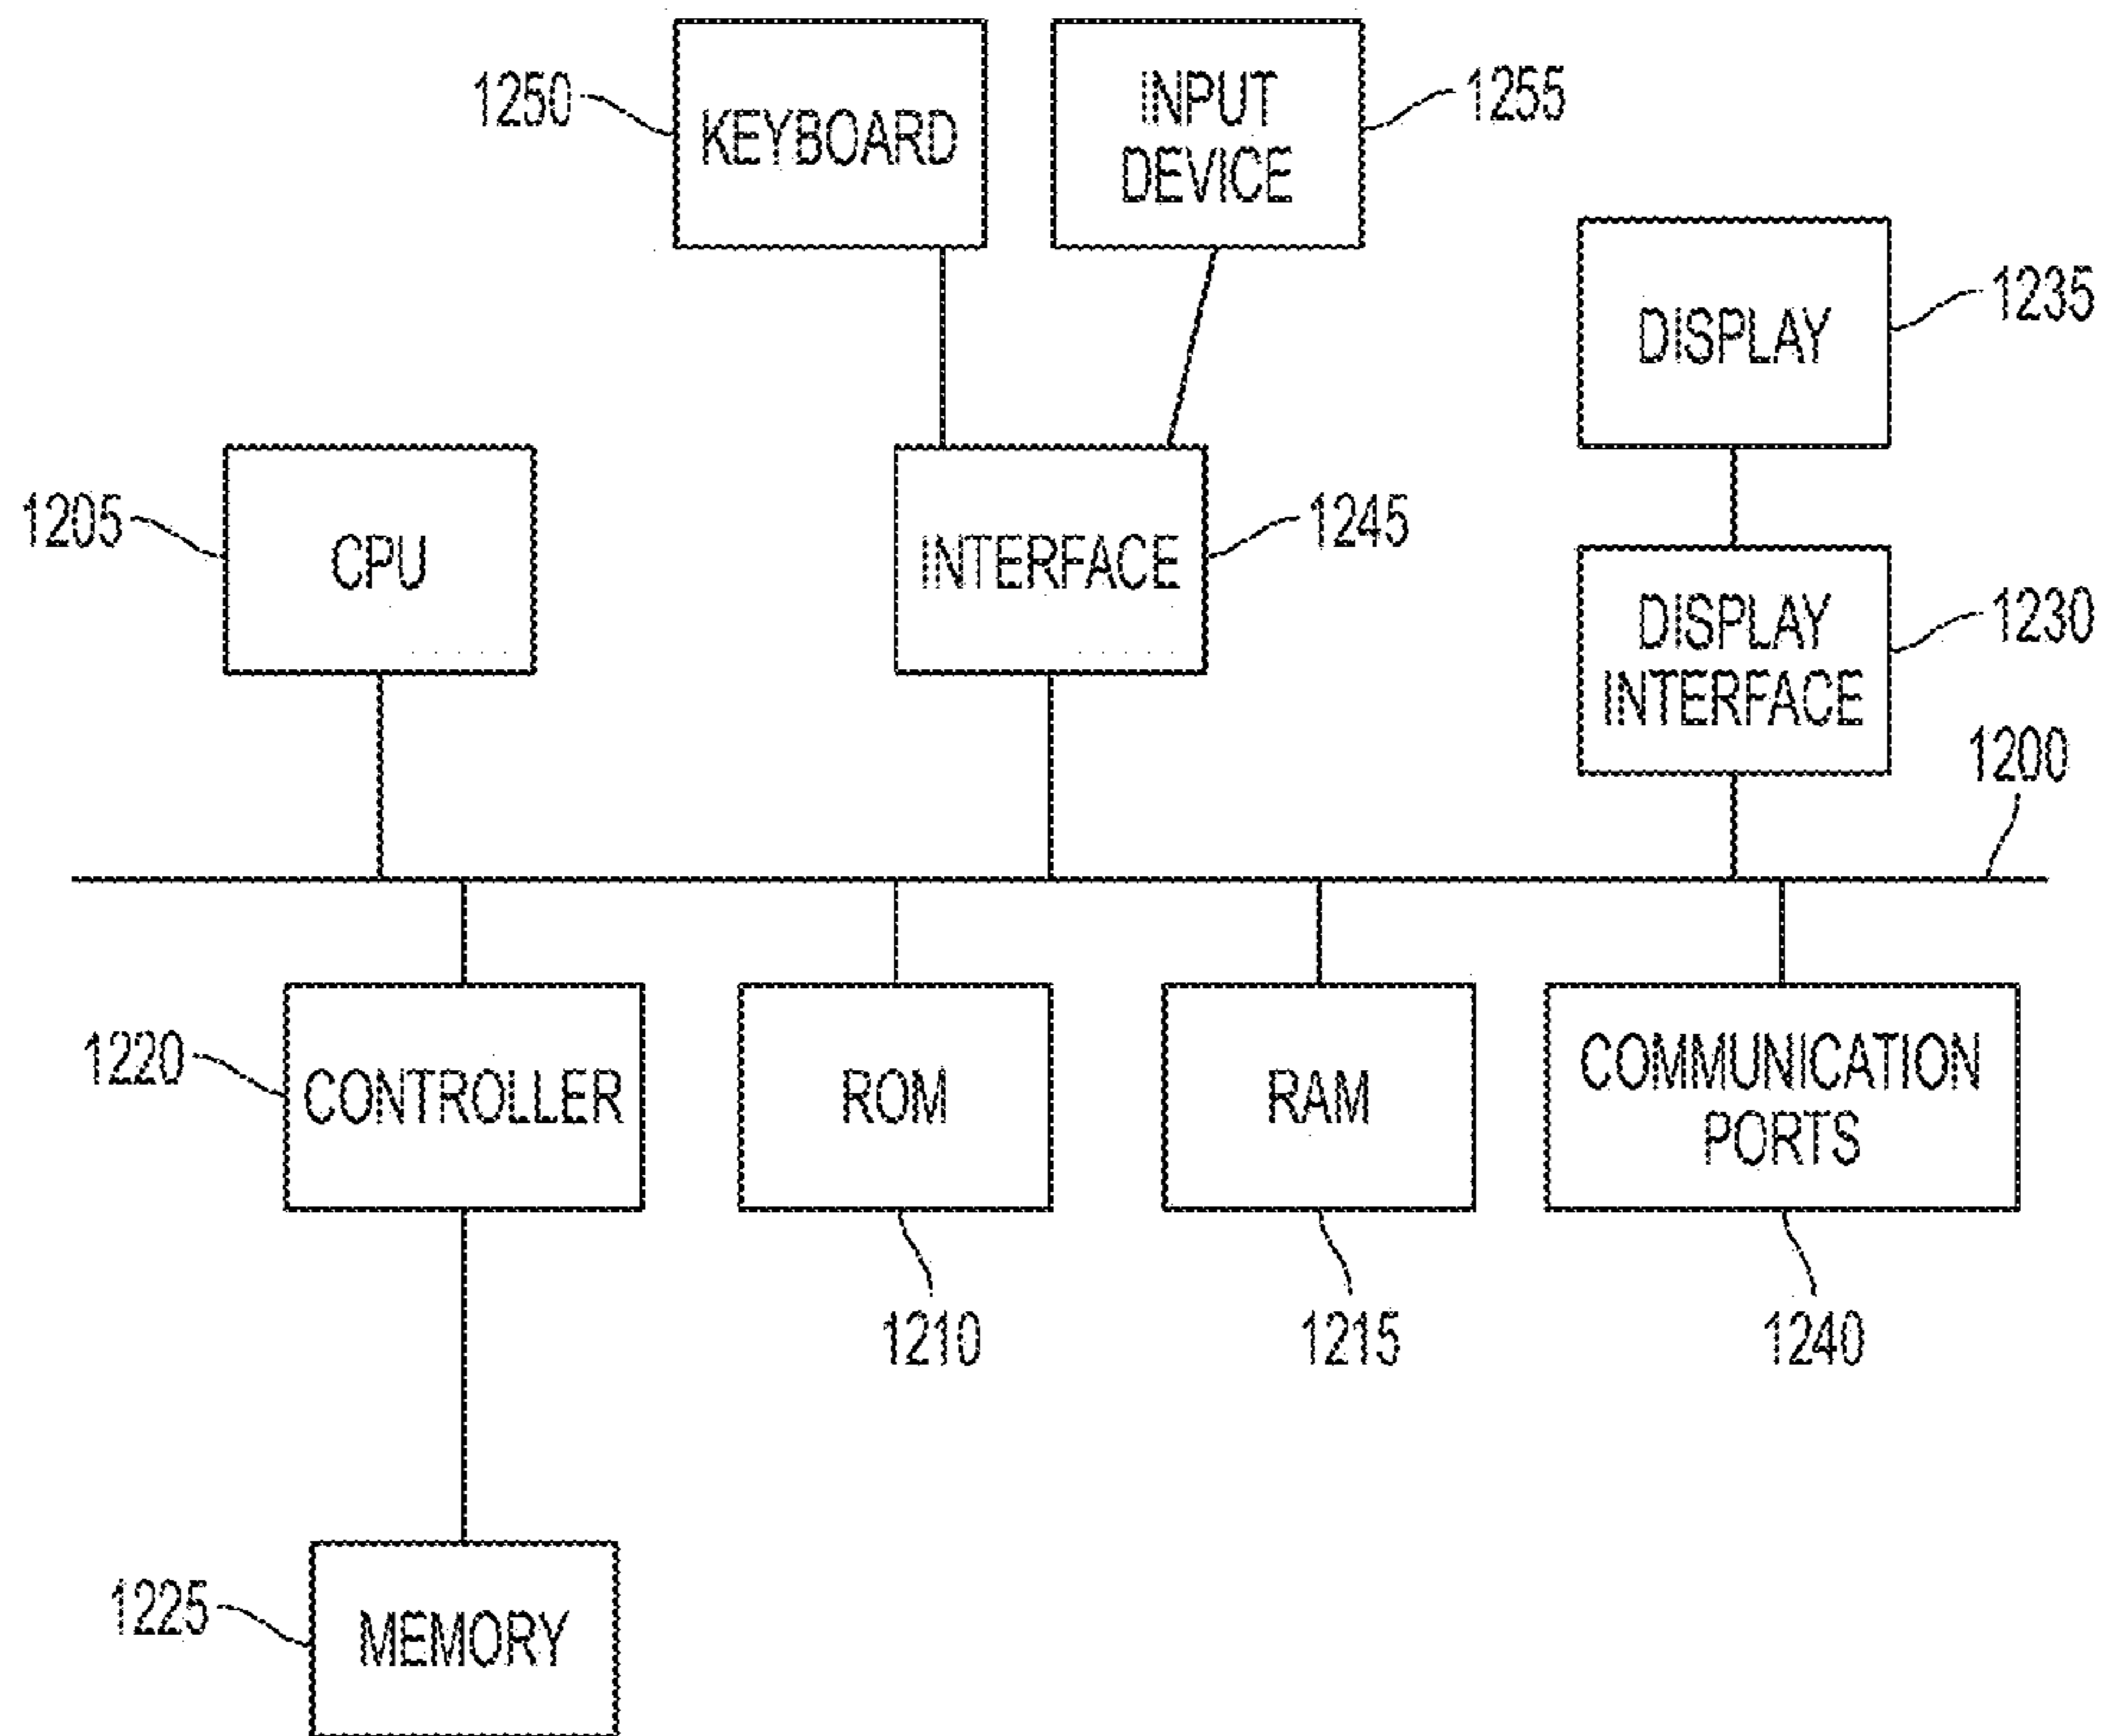 1250
KEYBOARD
INPUT
DEVICE
1255
DISPLAY
1235
1205
CPU
INTERFACE
1245
DISPLAY
INTERFACE
1230
1200
1220
CONTROLLER
ROM
RAM
COMMUNICATION
PORTS
1210
1215
1240
1225
MEMORY